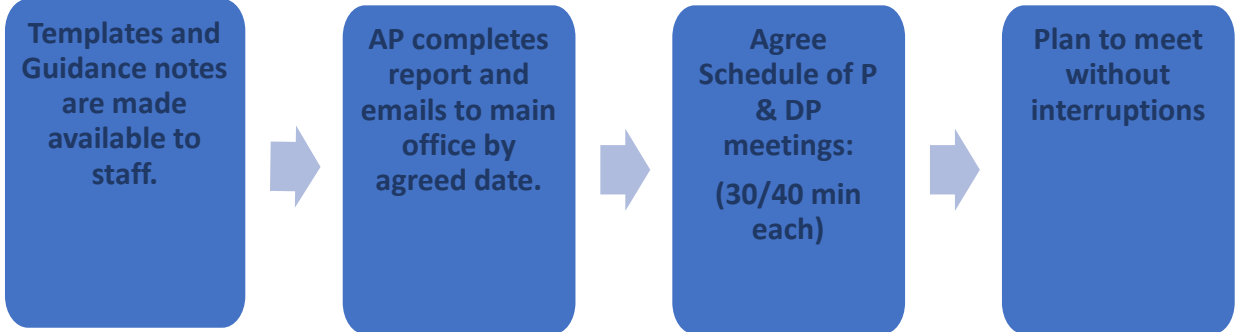 Templates and
Guidance notes
are made
available to
staff.
AP completes
report and
emails to main
office by
agreed date.
Agree
Schedule of P
& DP
meetings:
(30/40 min
each)
Plan to meet
without
interruptions